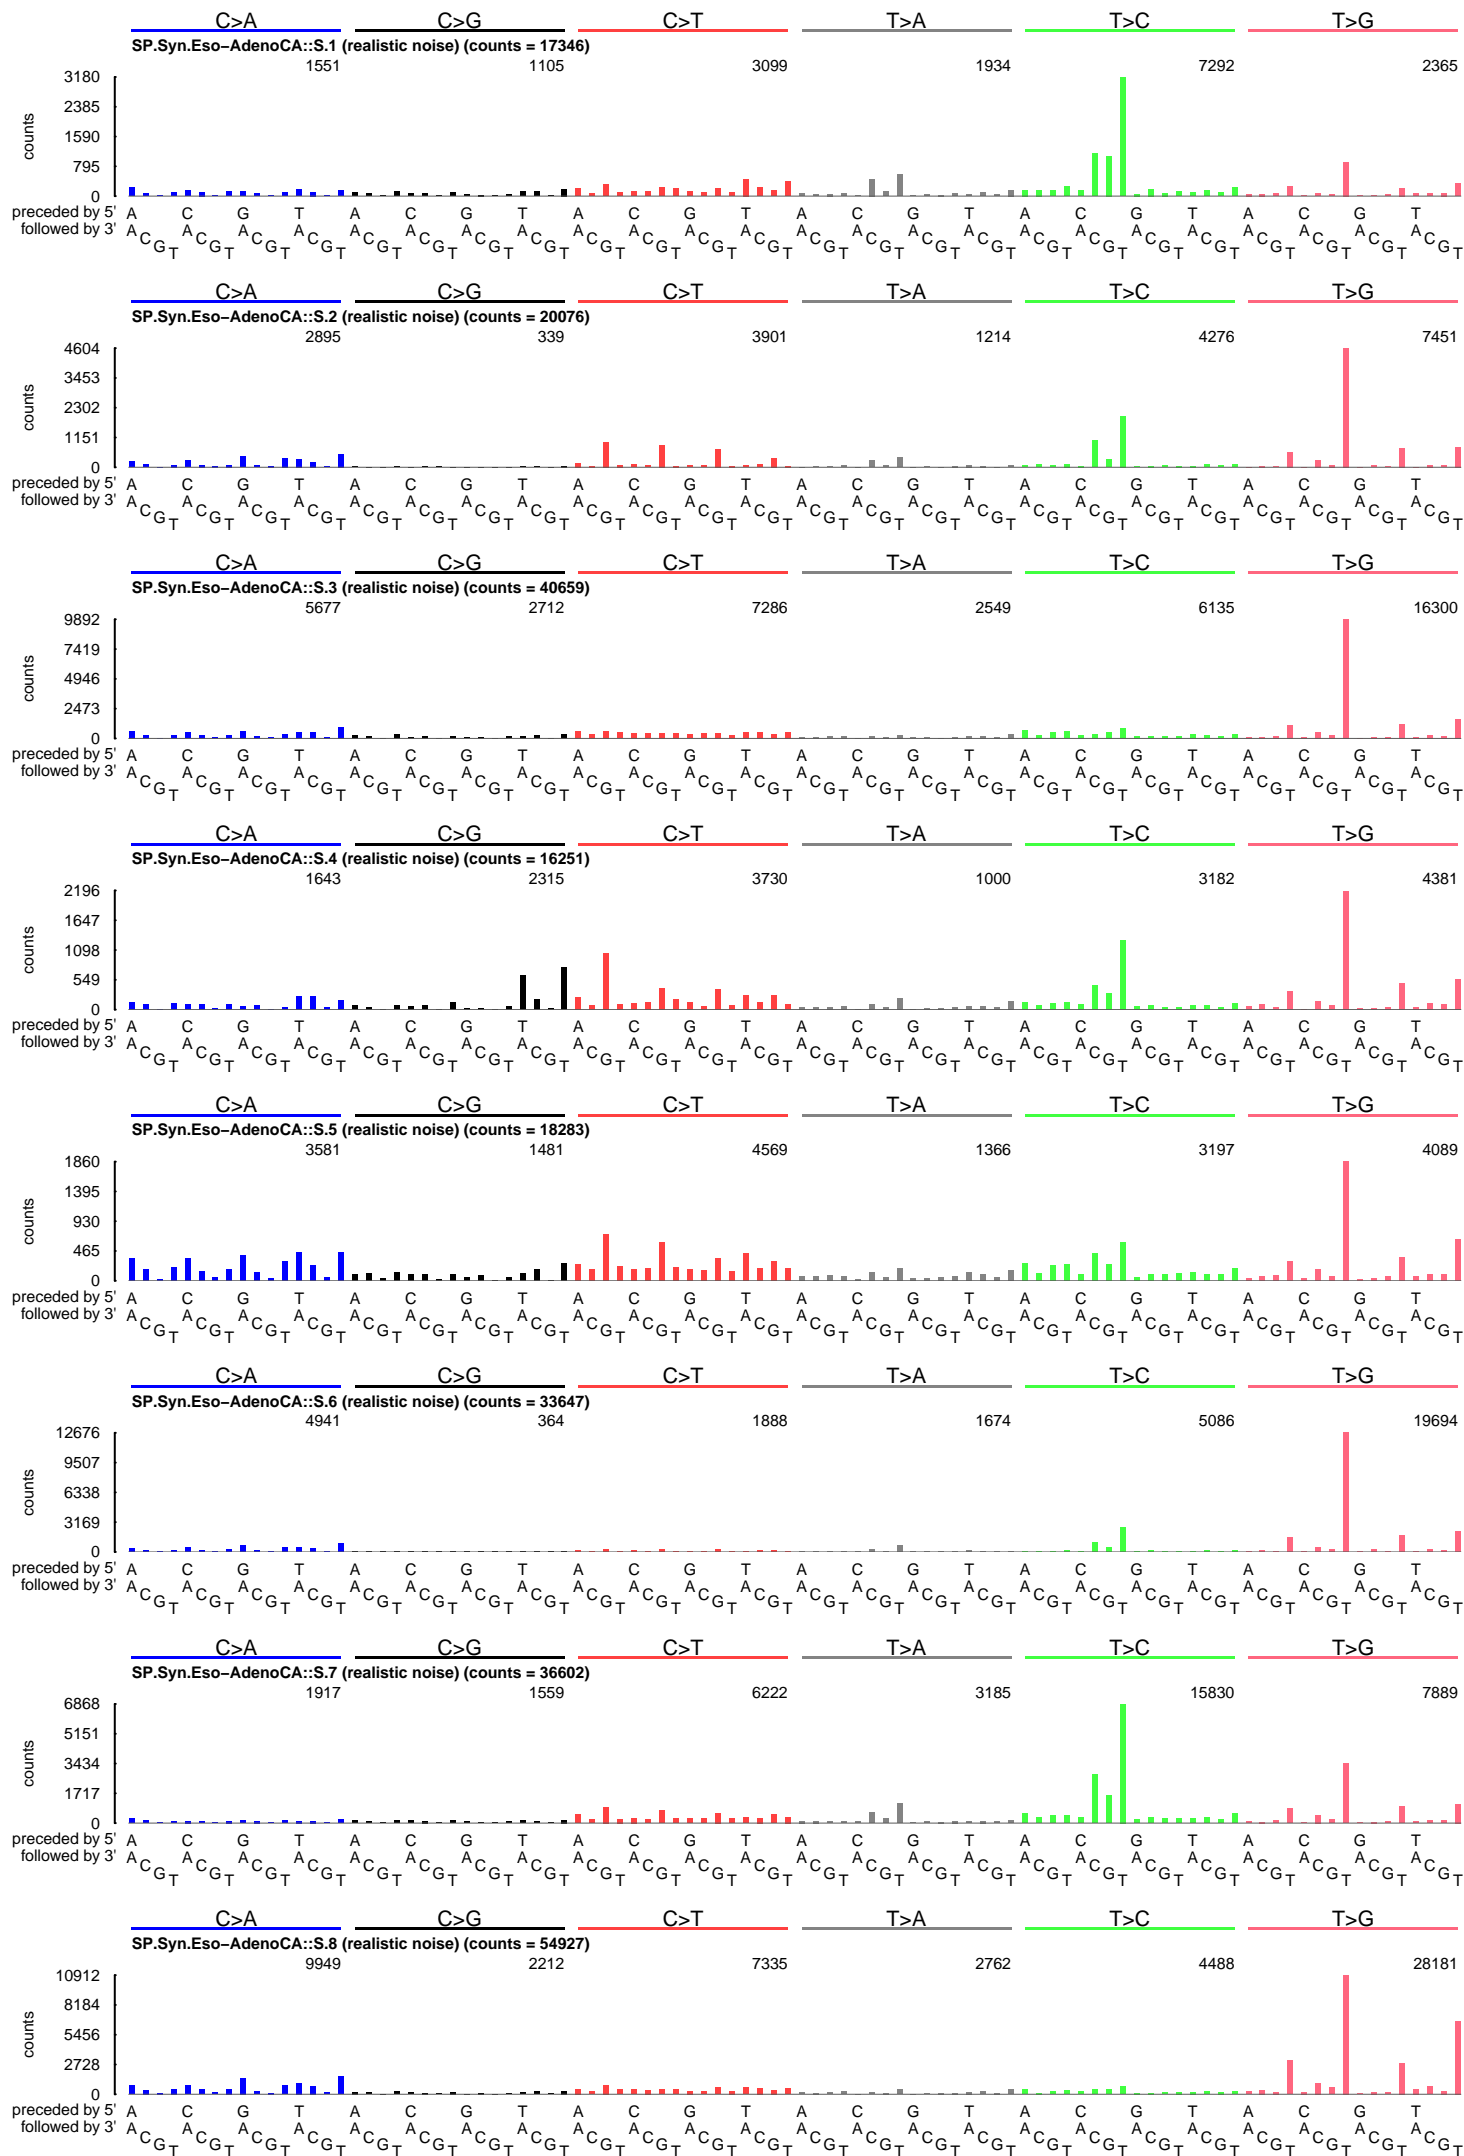 C>A C>G C>T T>A T>C T>G
SP.Syn.Eso−AdenoCA::S.1 (realistic noise) (counts = 17346)
1551 1105 3099 1934 7292 2365
3180
2385
1590
795
0
counts
preceded by 5' A C G T A C G T A C G T A C G T A C G T A C G T
followed by 3' A C G T A C G T A C G T A C G T A C G T A C G T A C G T A C G T A C G T A C G T A C G T A C G T A C G T A C G T A C G T A C G T A C G T A C G T A C G T A C G T A C G T A C G T A C G T A C G T
C>A C>G C>T T>A T>C T>G
SP.Syn.Eso−AdenoCA::S.2 (realistic noise) (counts = 20076)
2895 339 3901 1214 4276 7451
4604
3453
2302
1151
0
counts
preceded by 5' A C G T A C G T A C G T A C G T A C G T A C G T
followed by 3' A C G T A C G T A C G T A C G T A C G T A C G T A C G T A C G T A C G T A C G T A C G T A C G T A C G T A C G T A C G T A C G T A C G T A C G T A C G T A C G T A C G T A C G T A C G T A C G T
C>A C>G C>T T>A T>C T>G
SP.Syn.Eso−AdenoCA::S.3 (realistic noise) (counts = 40659)
5677 2712 7286 2549 6135 16300
9892
7419
4946
2473
0
counts
preceded by 5' A C G T A C G T A C G T A C G T A C G T A C G T
followed by 3' A C G T A C G T A C G T A C G T A C G T A C G T A C G T A C G T A C G T A C G T A C G T A C G T A C G T A C G T A C G T A C G T A C G T A C G T A C G T A C G T A C G T A C G T A C G T A C G T
C>A C>G C>T T>A T>C T>G
SP.Syn.Eso−AdenoCA::S.4 (realistic noise) (counts = 16251)
1643 2315 3730 1000 3182 4381
2196
1647
1098
549
0
counts
preceded by 5' A C G T A C G T A C G T A C G T A C G T A C G T
followed by 3' A C G T A C G T A C G T A C G T A C G T A C G T A C G T A C G T A C G T A C G T A C G T A C G T A C G T A C G T A C G T A C G T A C G T A C G T A C G T A C G T A C G T A C G T A C G T A C G T
C>A C>G C>T T>A T>C T>G
SP.Syn.Eso−AdenoCA::S.5 (realistic noise) (counts = 18283)
3581 1481 4569 1366 3197 4089
1860
1395
930
465
0
counts
preceded by 5' A C G T A C G T A C G T A C G T A C G T A C G T
followed by 3' A C G T A C G T A C G T A C G T A C G T A C G T A C G T A C G T A C G T A C G T A C G T A C G T A C G T A C G T A C G T A C G T A C G T A C G T A C G T A C G T A C G T A C G T A C G T A C G T
C>A C>G C>T T>A T>C T>G
SP.Syn.Eso−AdenoCA::S.6 (realistic noise) (counts = 33647)
4941 364 1888 1674 5086 19694
12676
9507
6338
3169
0
counts
preceded by 5' A C G T A C G T A C G T A C G T A C G T A C G T
followed by 3' A C G T A C G T A C G T A C G T A C G T A C G T A C G T A C G T A C G T A C G T A C G T A C G T A C G T A C G T A C G T A C G T A C G T A C G T A C G T A C G T A C G T A C G T A C G T A C G T
C>A C>G C>T T>A T>C T>G
SP.Syn.Eso−AdenoCA::S.7 (realistic noise) (counts = 36602)
1917 1559 6222 3185 15830 7889
6868
5151
3434
1717
0
counts
preceded by 5' A C G T A C G T A C G T A C G T A C G T A C G T
followed by 3' A C G T A C G T A C G T A C G T A C G T A C G T A C G T A C G T A C G T A C G T A C G T A C G T A C G T A C G T A C G T A C G T A C G T A C G T A C G T A C G T A C G T A C G T A C G T A C G T
C>A C>G C>T T>A T>C T>G
SP.Syn.Eso−AdenoCA::S.8 (realistic noise) (counts = 54927)
9949 2212 7335 2762 4488 28181
10912
8184
5456
2728
0
counts
preceded by 5' A C G T A C G T A C G T A C G T A C G T A C G T
followed by 3' A C G T A C G T A C G T A C G T A C G T A C G T A C G T A C G T A C G T A C G T A C G T A C G T A C G T A C G T A C G T A C G T A C G T A C G T A C G T A C G T A C G T A C G T A C G T A C G T